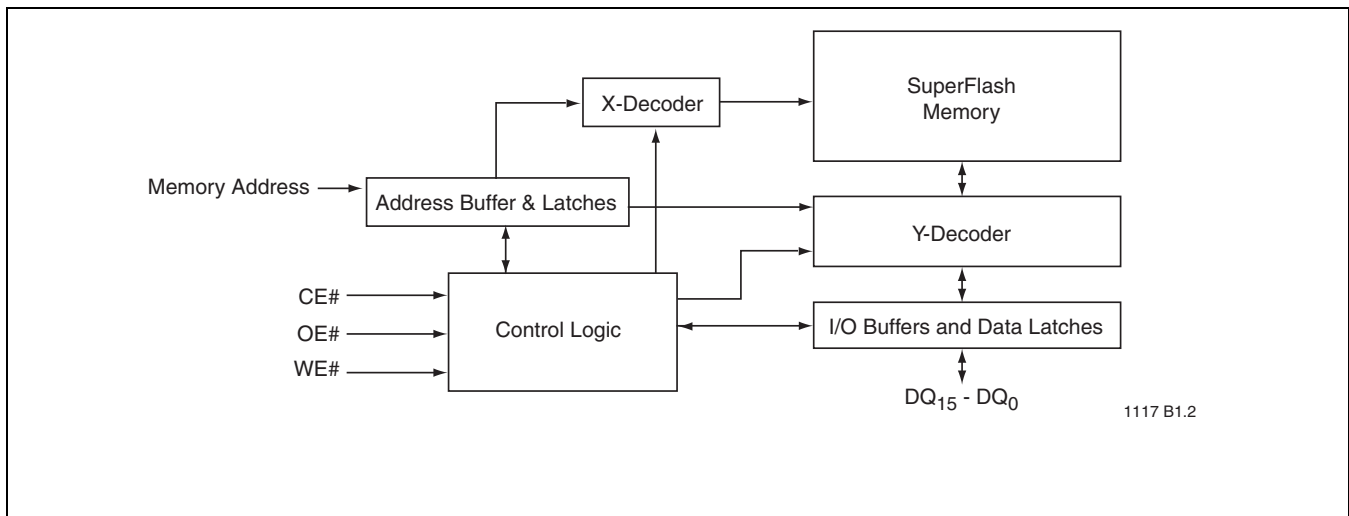 SuperFlash
Memory
X-Decoder
Memory Address
Address Buffer & Latches
Y-Decoder
CE#
OE#
WE#
Control Logic
I/O Buffers and Data Latches
DQ15 - DQ0
1117 B1.2